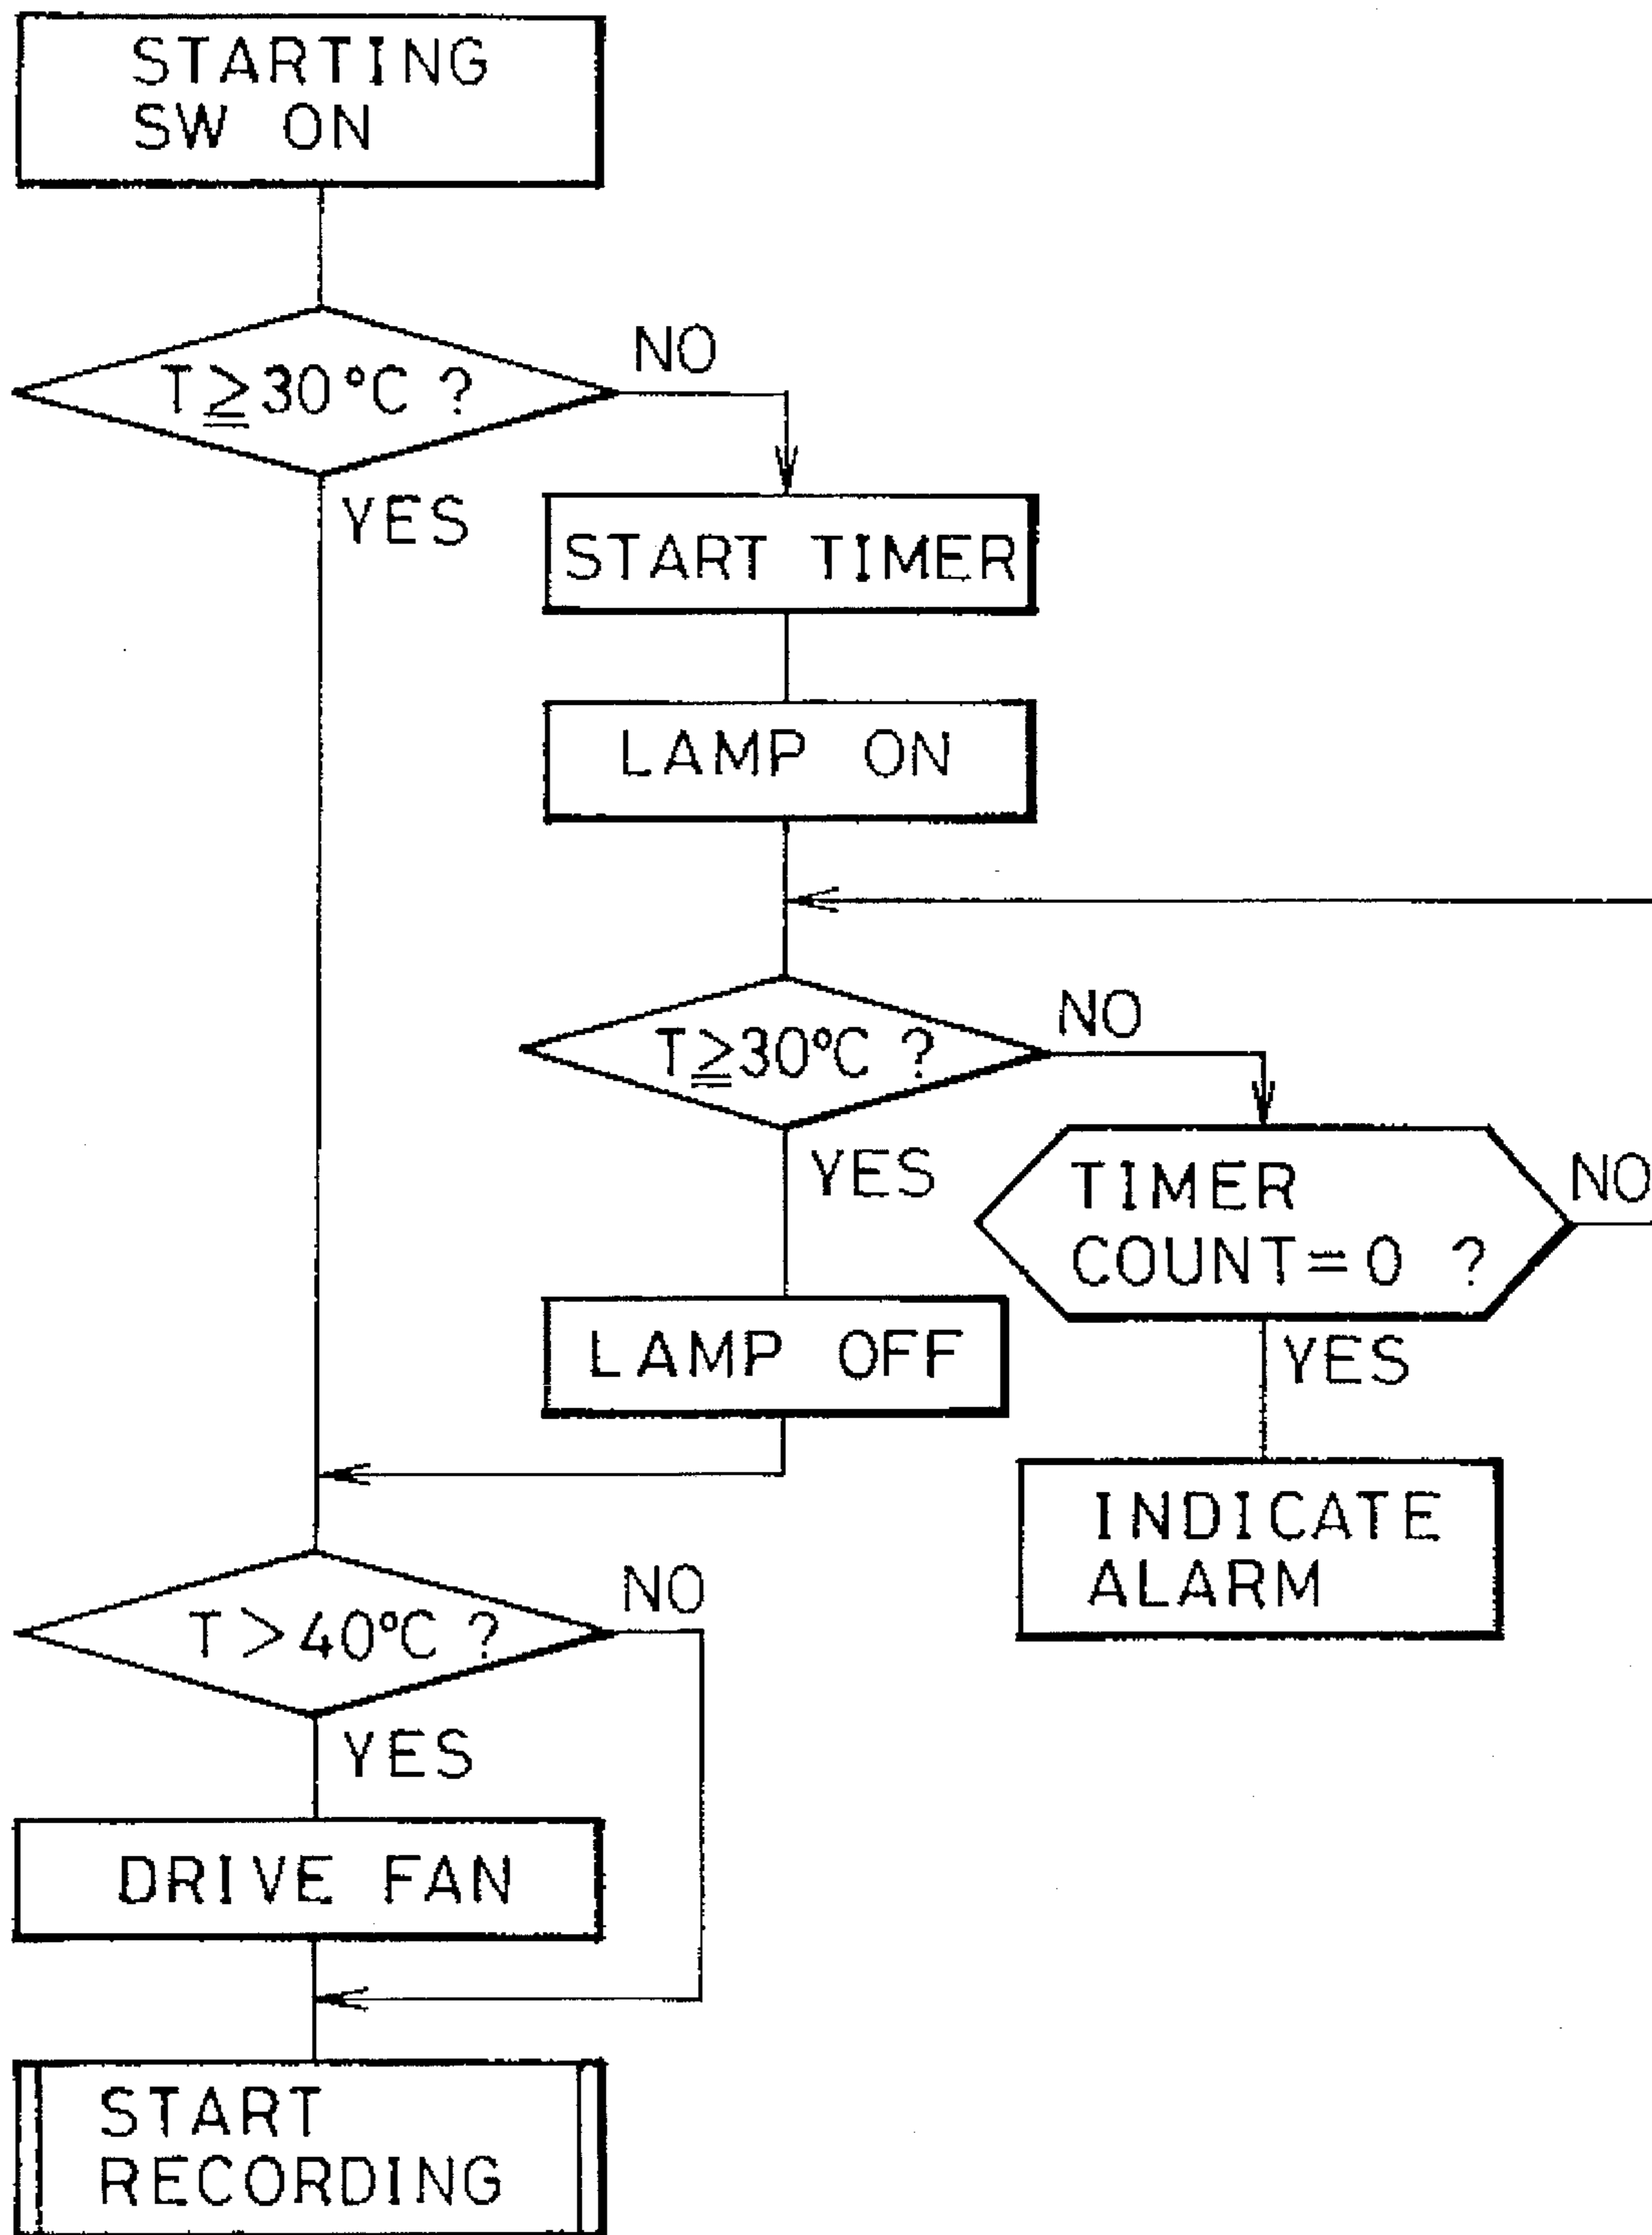 STARTING
SW ON
T≧30°C ?
NO
YES
START TIMER
LAMP ON
T≧30°C ?
NO
YES
TIMER
COUNT=0 ?
NO
YES
LAMP OFF
INDICATE
ALARM
T>40°C ?
NO
YES
DRIVE FAN
START
RECORDING